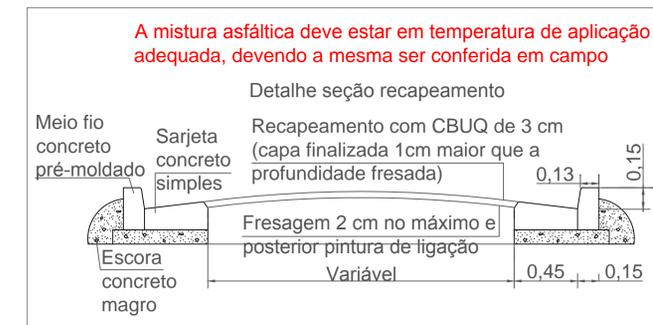 A mistura asfáltica deve estar em temperatura de aplicação
adequada, devendo a mesma ser conferida em campo
Detalhe seção recapeamento
Meio fio
concreto
pré-moldado
Sarjeta
concreto
simples
Recapeamento com CBUQ de 3 cm
(capa finalizada 1cm maior que a
profundidade fresada)
0,13
0,15
Fresagem 2 cm no máximo e
posterior pintura de ligação
Escora
concreto
magro
Variável
0,45
0,15